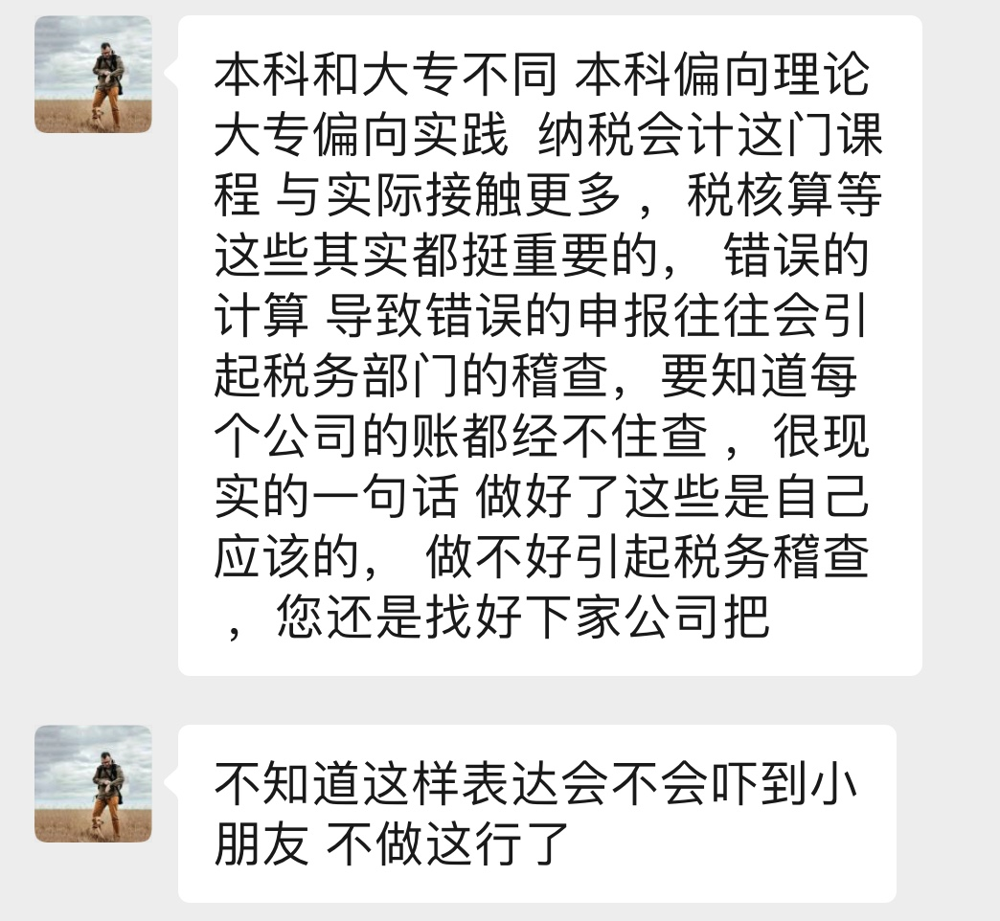 本科和大专不同 本科偏向理论
大专偏向实践  纳税会计这门课
程 与实际接触更多 ，税核算等
这些其实都挺重要的， 错误的
计算 导致错误的申报往往会引
起税务部门的稽查，要知道每
个公司的账都经不住查 ，很现
实的一句话 做好了这些是自己
应该的， 做不好引起税务稽查
，您还是找好下家公司把
不知道这样表达会不会吓到小
朋友 不做这行了